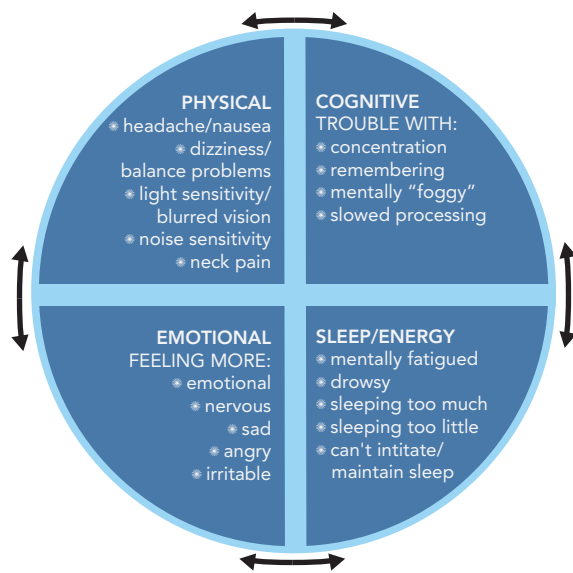 PHYSICAL
headache/nausea
dizziness/
balance problems
light sensitivity/
blurred vision
noise sensitivity
neck pain
COGNITIVE
TROUBLE WITH:
concentration
remembering
mentally “foggy”
slowed processing
EMOTIONAL
FEELING MORE:
emotional
nervous
sad
angry
irritable
SLEEP/ENERGY
mentally fatigued
drowsy
sleeping too much
sleeping too little
can't intitate/
maintain sleep